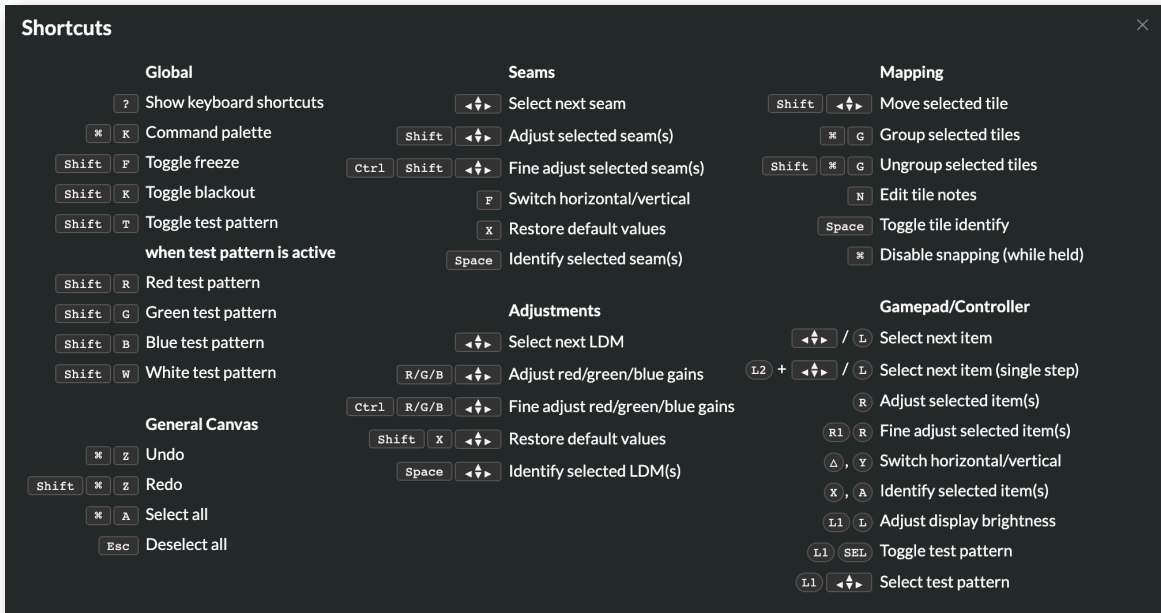 Shortcuts
Global
? Show keyboard shortcuts
⌘ K Command palette
Shift F Toggle freeze
Shift K Toggle blackout
Shift T Toggle test pattern
when test pattern is active
Shift R Red test pattern
Shift G Green test pattern
Shift B Blue test pattern
Shift W White test pattern
General Canvas
⌘ Z Undo
Shift ⌘ Z Redo
⌘ A Select all
Esc Deselect all
Seams
Select next seam
Shift Adjust selected seam(s)
Ctrl Shift Fine adjust selected seam(s)
F Switch horizontal/vertical
X Restore default values
Space Identify selected seam(s)
Adjustments
Select next LDM
R/G/B Adjust red/green/blue gains
Ctrl R/G/B Fine adjust red/green/blue gains
Shift X Restore default values
Space Identify selected LDM(s)
Mapping
Shift Move selected tile
⌘ G Group selected tiles
Shift ⌘ G Ungroup selected tiles
N Edit tile notes
Space Toggle tile identify
⌘ Disable snapping (while held)
Gamepad/Controller
/ L Select next item
L2 + / L Select next item (single step)
R Adjust selected item(s)
R1 R Fine adjust selected item(s)
△, Y Switch horizontal/vertical
X, A Identify selected item(s)
L1 L Adjust display brightness
L1 SEL Toggle test pattern
L1 Select test pattern